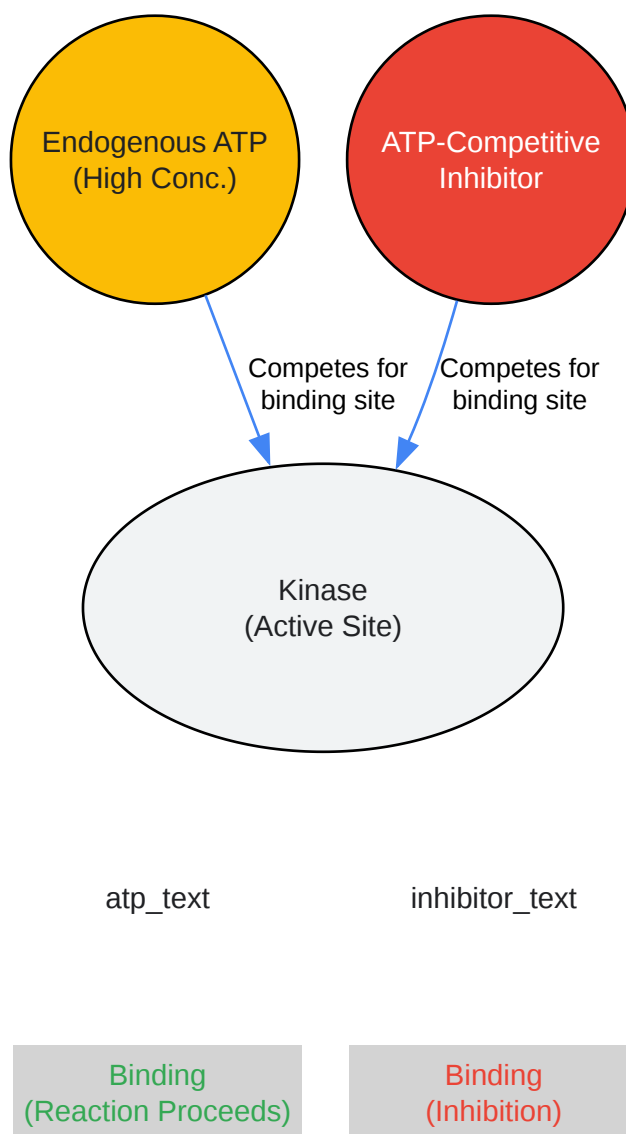 Endogenous ATP
(High Conc.)
ATP-Competitive
Inhibitor
Competes for
binding site
Competes for
binding site
Kinase
(Active Site)
atp_text
inhibitor_text
Binding
(Reaction Proceeds)
Binding
(Inhibition)